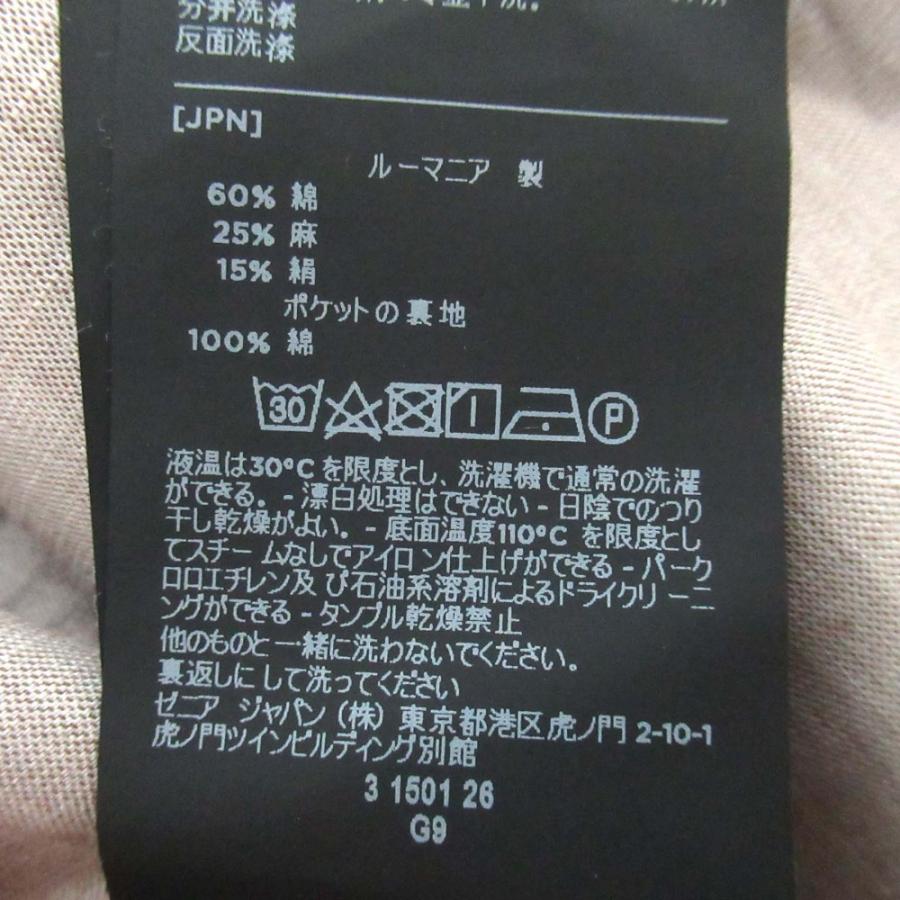 分开洗涤
反面洗涤
[JPN]
ルーマニア 製
60% 綿
25% 麻
15% 絹
ポケットの裏地
100% 綿
30 P
液温は30°Cを限度とし、洗濯機で通常の洗濯
ができる。- 漂白処理はできない - 日陰でのつり
干し乾燥がよい。- 底面温度110°C を限度とし
てスチームなしでアイロン仕上げができる - パーク
ロロエチレン及び石油系溶剤によるドライクリーニ
ングができる - タンブル乾燥禁止
他のものと一緒に洗わないでください。
裏返しにして洗ってください
ゼニア ジャパン (株) 東京都港区虎ノ門 2-10-1
虎ノ門ツインビルディング別館
3 1501 26
G9